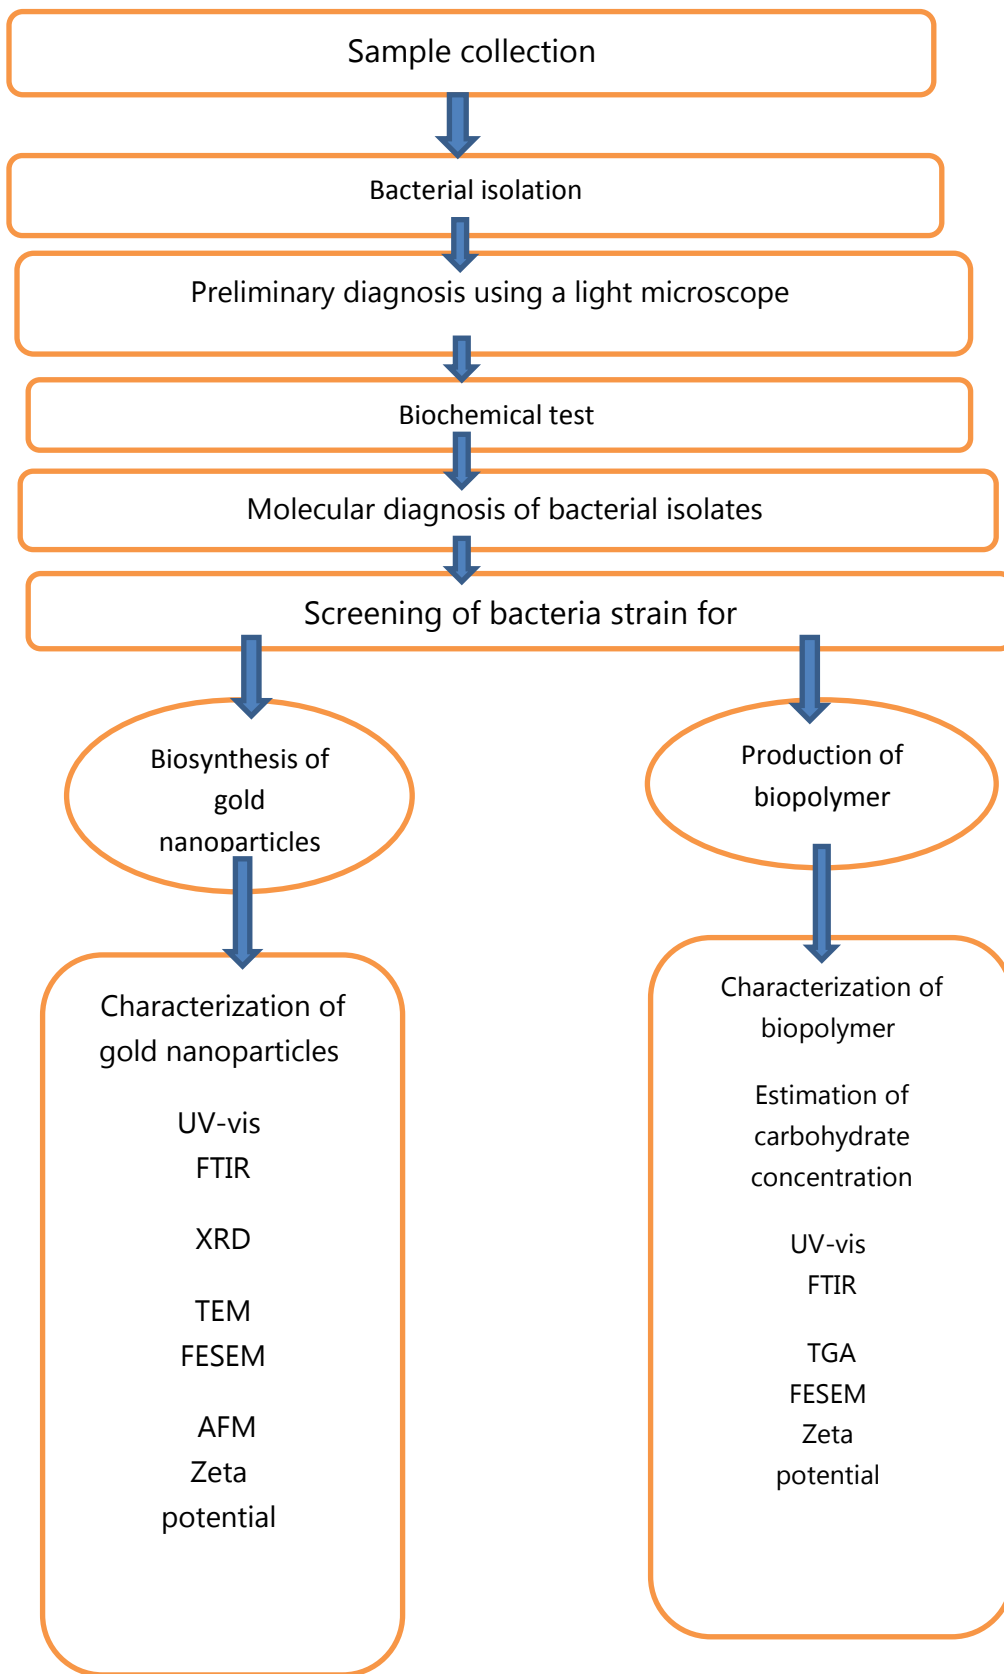 Sample collection
Bacterial isolation
Preliminary diagnosis using a light microscope
Biochemical test
Molecular diagnosis of bacterial isolates
Screening of bacteria strain for
Biosynthesis of
gold
nanoparticles
Characterization of
gold nanoparticles
UV-vis
FTIR
XRD
TEM
FESEM
AFM
Zeta
potential
Production of
biopolymer
Characterization of
biopolymer
Estimation of
carbohydrate
concentration
UV-vis
FTIR
TGA
FESEM
Zeta
potential